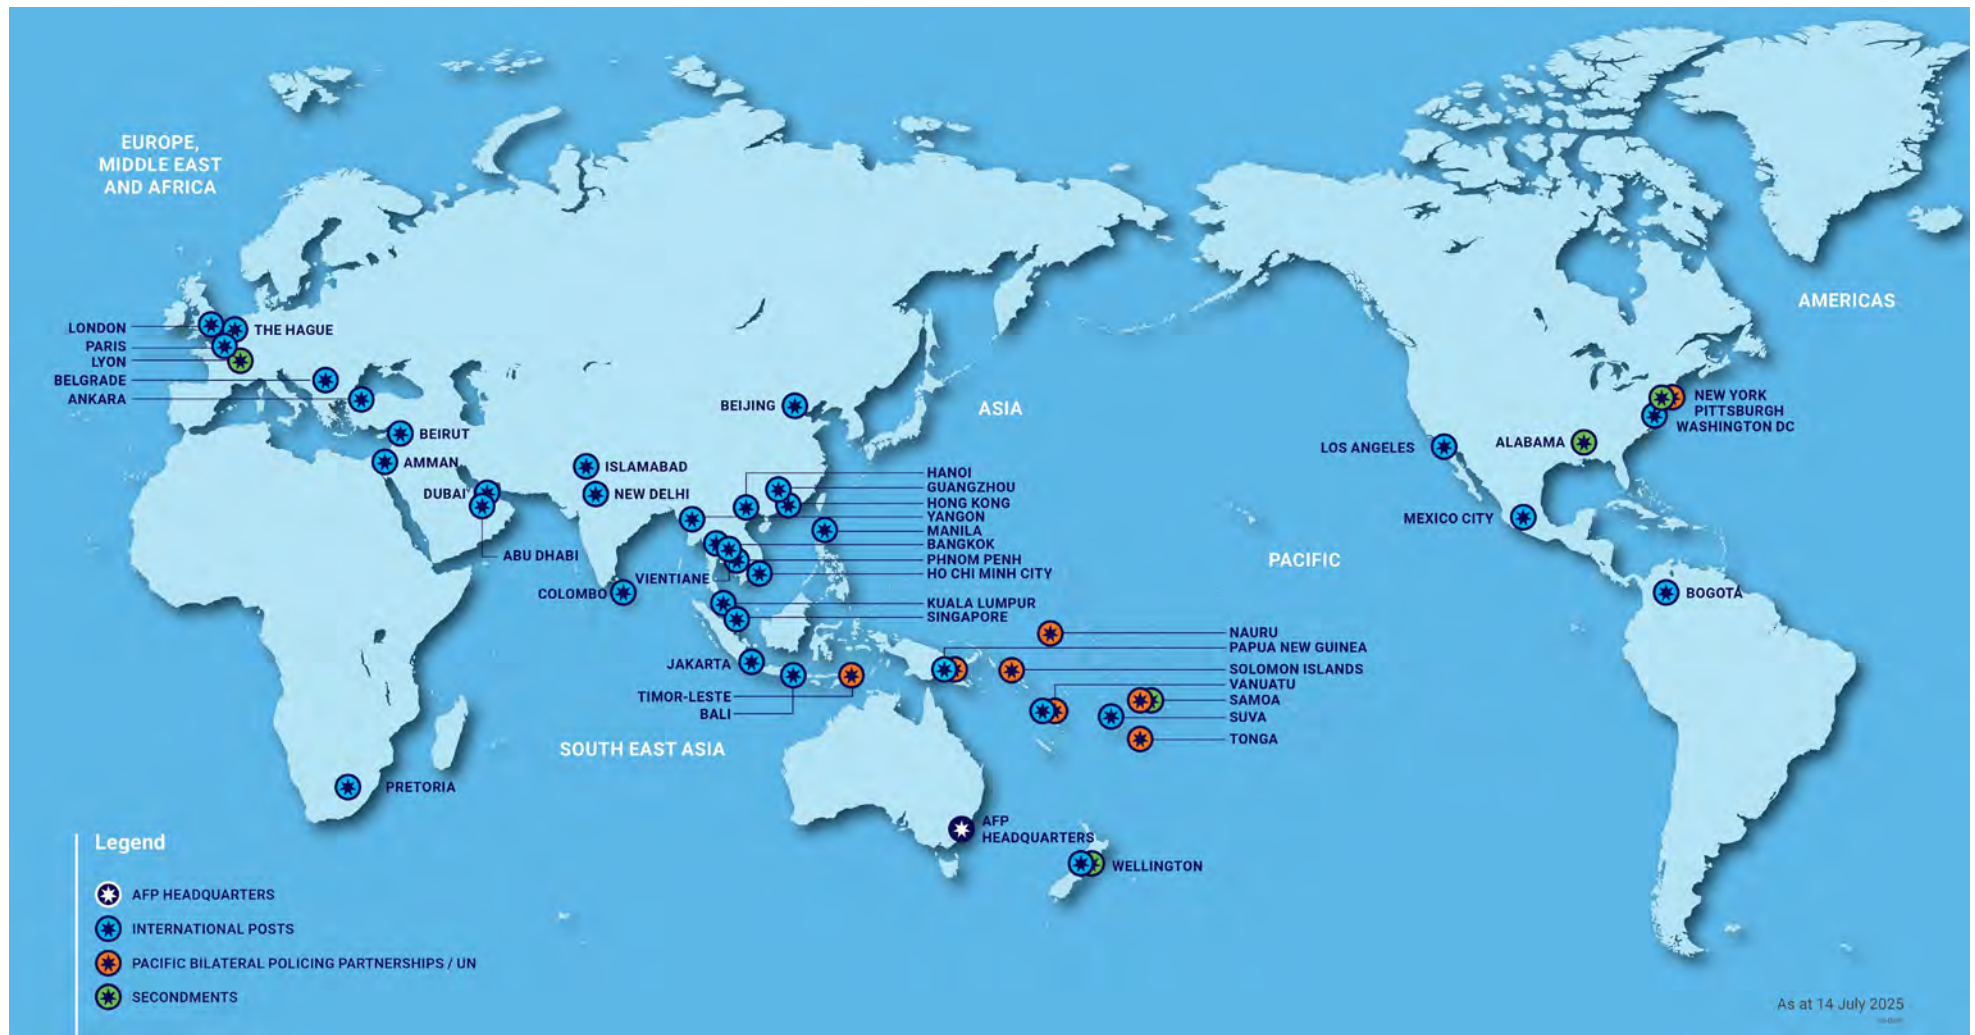 EUROPE,
MIDDLE EAST
AND AFRICA
LONDON
THE HAGUE
PARIS
LYON
BELGRADE
ANKARA
BEIRUT
AMMAN
DUBAI
ABU DHABI
ISLAMABAD
NEW DELHI
COLOMBO
PRETORIA
BEIJING
ASIA
HANOI
GUANGZHOU
HONG KONG
YANGON
MANILA
BANGKOK
PHNOM PENH
HO CHI MINH CITY
VIENTIANE
KUALA LUMPUR
SINGAPORE
JAKARTA
TIMOR-LESTE
BALI
SOUTH EAST ASIA
PACIFIC
NAURU
PAPUA NEW GUINEA
SOLOMON ISLANDS
VANUATU
SAMOA
SUVA
TONGA
AFP
HEADQUARTERS
WELLINGTON
AMERICAS
NEW YORK
PITTSBURGH
WASHINGTON DC
LOS ANGELES
ALABAMA
MEXICO CITY
BOGOTÁ
Legend
AFP HEADQUARTERS
INTERNATIONAL POSTS
PACIFIC BILATERAL POLICING PARTNERSHIPS / UN
SECONDMENTS
As at 14 July 2025